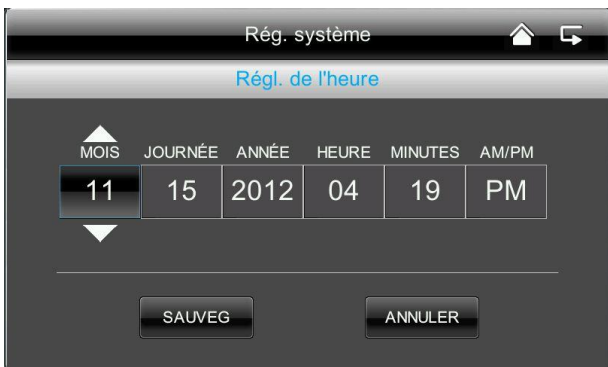 Rég. système
Régl. de l'heure
MOIS JOURNÉE ANNÉE HEURE MINUTES AM/PM
11 15 2012 04 19 PM
SAUVEG ANNULER